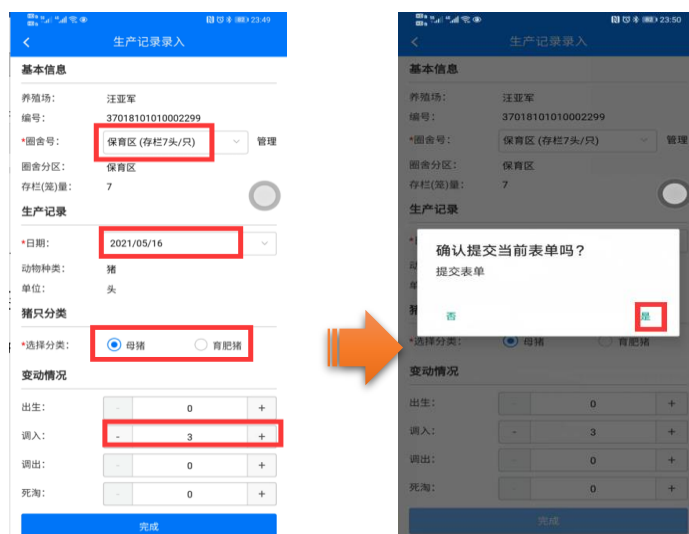 23:49
生产记录录入
基本信息
养殖场： 汪亚军
编号： 37018101010002299
*圈舍号： 保育区 (存栏7头/只) 管理
圈舍分区： 保育区
存栏(笼)量： 7
生产记录
*日期： 2021/05/16
动物种类： 猪
单位： 头
猪只分类
*选择分类： 母猪 育肥猪
变动情况
出生： - 0 +
调入： - 3 +
调出： - 0 +
死淘： - 0 +
完成
23:50
生产记录录入
基本信息
养殖场： 汪亚军
编号： 37018101010002299
*圈舍号： 保育区 (存栏7头/只) 管理
圈舍分区： 保育区
存栏(笼)量： 7
生产记录
确认提交当前表单吗？
提交表单
否 是
*选择分类： 母猪 育肥猪
变动情况
出生： - 0 +
调入： - 3 +
调出： - 0 +
死淘： - 0 +
完成